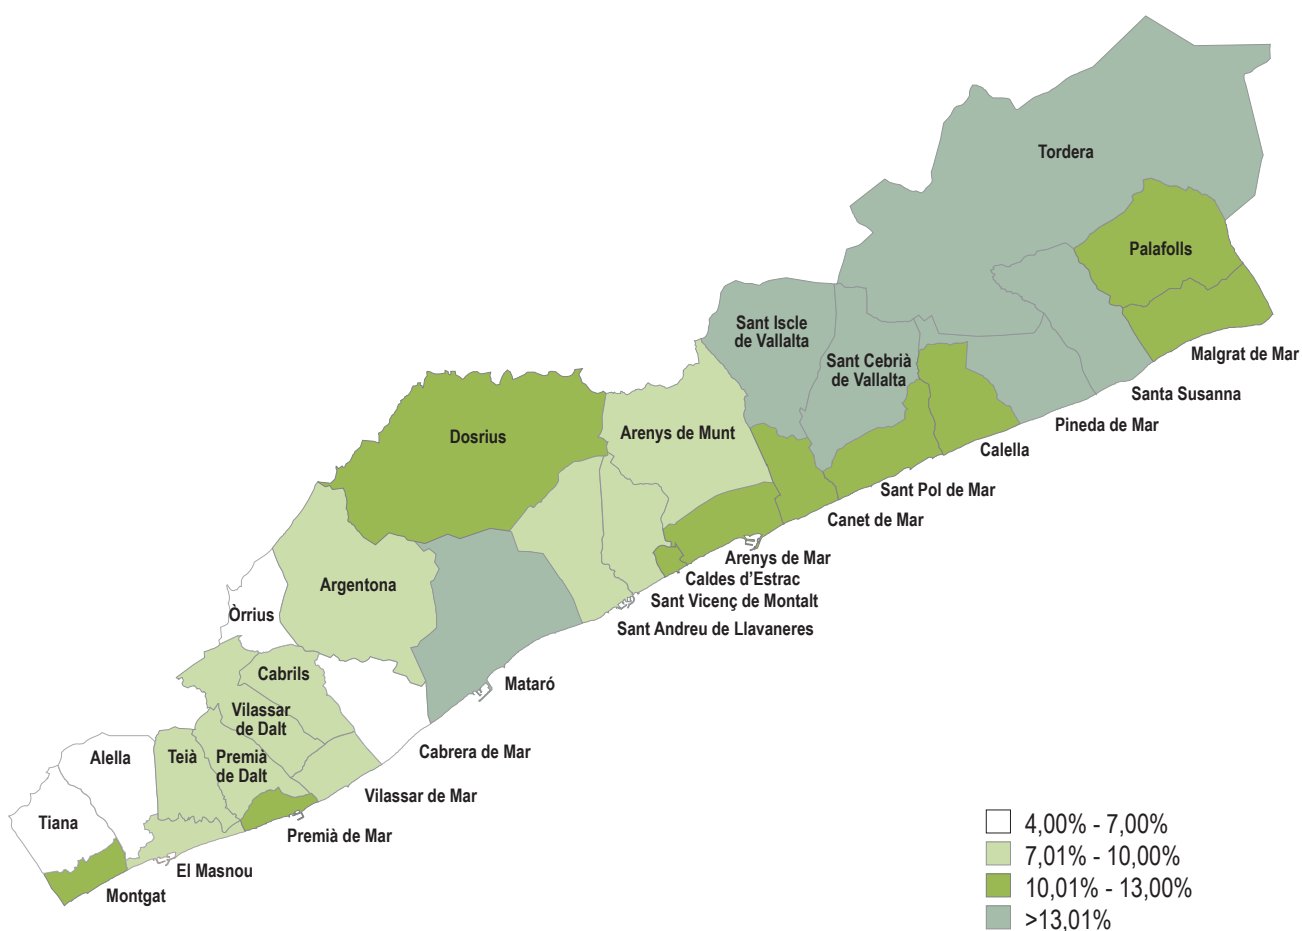 Tordera
Palafolls
Sant Iscle
de Vallalta
Sant Cebrià
de Vallalta
Malgrat de Mar
Santa Susanna
Pineda de Mar
Dosrius
Arenys de Munt
Calella
Sant Pol de Mar
Canet de Mar
Arenys de Mar
Caldes d'Estrac
Sant Vicenç de Montalt
Sant Andreu de Llavaneres
Argentona
Òrrius
Cabrils
Mataró
Vilassar
de Dalt
Cabrera de Mar
Alella
Teià
Premià
de Dalt
Vilassar de Mar
Tiana
Premià de Mar
El Masnou
Montgat
4,00% - 7,00%
7,01% - 10,00%
10,01% - 13,00%
>13,01%